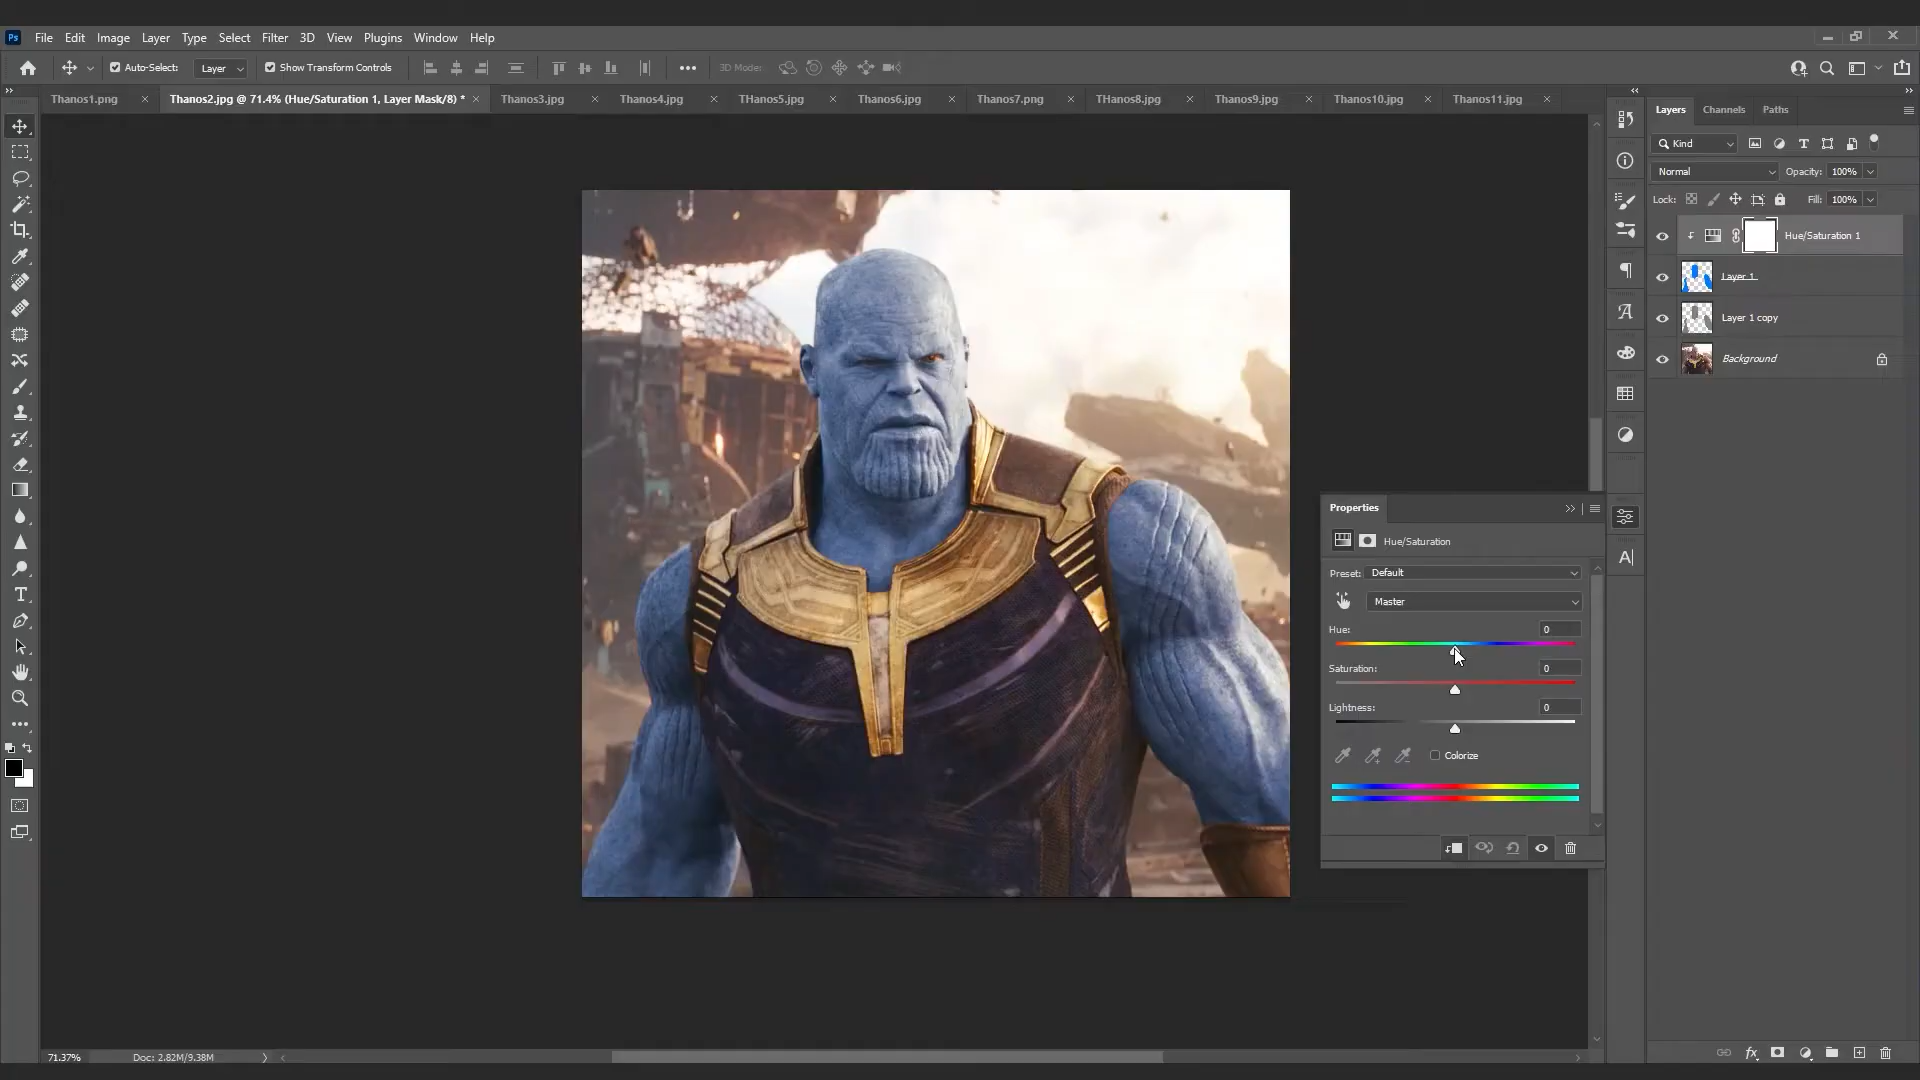 Ps File Edit Image Layer Type Select Filter 3D View Plugins Window Help
Auto-Select: Layer Show Transform Controls 3D Mode:
Thanos1.png Thanos2.jpg @ 71.4% (Hue/Saturation 1, Layer Mask/8) * Thanos3.jpg Thanos4.jpg THanos5.jpg Thanos6.jpg Thanos7.png THanos8.jpg Thanos9.jpg Thanos10.jpg Thanos11.jpg
Layers Channels Paths
Kind
Normal Opacity: 100%
Lock: Fill: 100%
Hue/Saturation 1
Layer 1
Layer 1 copy
Background
Properties
Hue/Saturation
Preset: Default
Master
Hue: 0
Saturation: 0
Lightness: 0
Colorize
71.37% Doc: 2.82M/9.38M